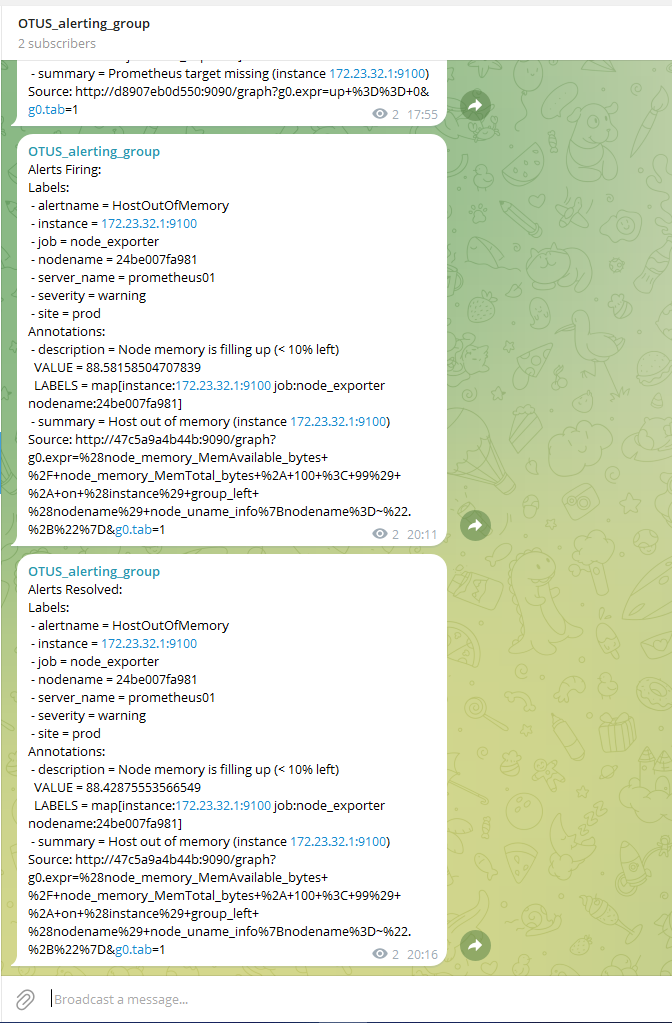 OTUS_alerting_group
2 subscribers
- summary = Prometheus target missing (instance 172.23.32.1:9100)
Source: http://d8907eb0d550:9090/graph?g0.expr=up+%3D%3D+0&
g0.tab=1
2 17:55
OTUS_alerting_group
Alerts Firing:
Labels:
- alertname = HostOutOfMemory
- instance = 172.23.32.1:9100
- job = node_exporter
- nodename = 24be007fa981
- server_name = prometheus01
- severity = warning
- site = prod
Annotations:
- description = Node memory is filling up (< 10% left)
VALUE = 88.58158504707839
LABELS = map[instance:172.23.32.1:9100 job:node_exporter
nodename:24be007fa981]
- summary = Host out of memory (instance 172.23.32.1:9100)
Source: http://47c5a9a4b44b:9090/graph?
g0.expr=%28node_memory_MemAvailable_bytes+
%2F+node_memory_MemTotal_bytes+%2A+100+%3C+99%29+
%2A+on+%28instance%29+group_left+
%28nodename%29+node_uname_info%7Bnodename%3D~%22.
%2B%22%7D&g0.tab=1
2 20:11
OTUS_alerting_group
Alerts Resolved:
Labels:
- alertname = HostOutOfMemory
- instance = 172.23.32.1:9100
- job = node_exporter
- nodename = 24be007fa981
- server_name = prometheus01
- severity = warning
- site = prod
Annotations:
- description = Node memory is filling up (< 10% left)
VALUE = 88.42875553566549
LABELS = map[instance:172.23.32.1:9100 job:node_exporter
nodename:24be007fa981]
- summary = Host out of memory (instance 172.23.32.1:9100)
Source: http://47c5a9a4b44b:9090/graph?
g0.expr=%28node_memory_MemAvailable_bytes+
%2F+node_memory_MemTotal_bytes+%2A+100+%3C+99%29+
%2A+on+%28instance%29+group_left+
%28nodename%29+node_uname_info%7Bnodename%3D~%22.
%2B%22%7D&g0.tab=1
2 20:16
Broadcast a message...